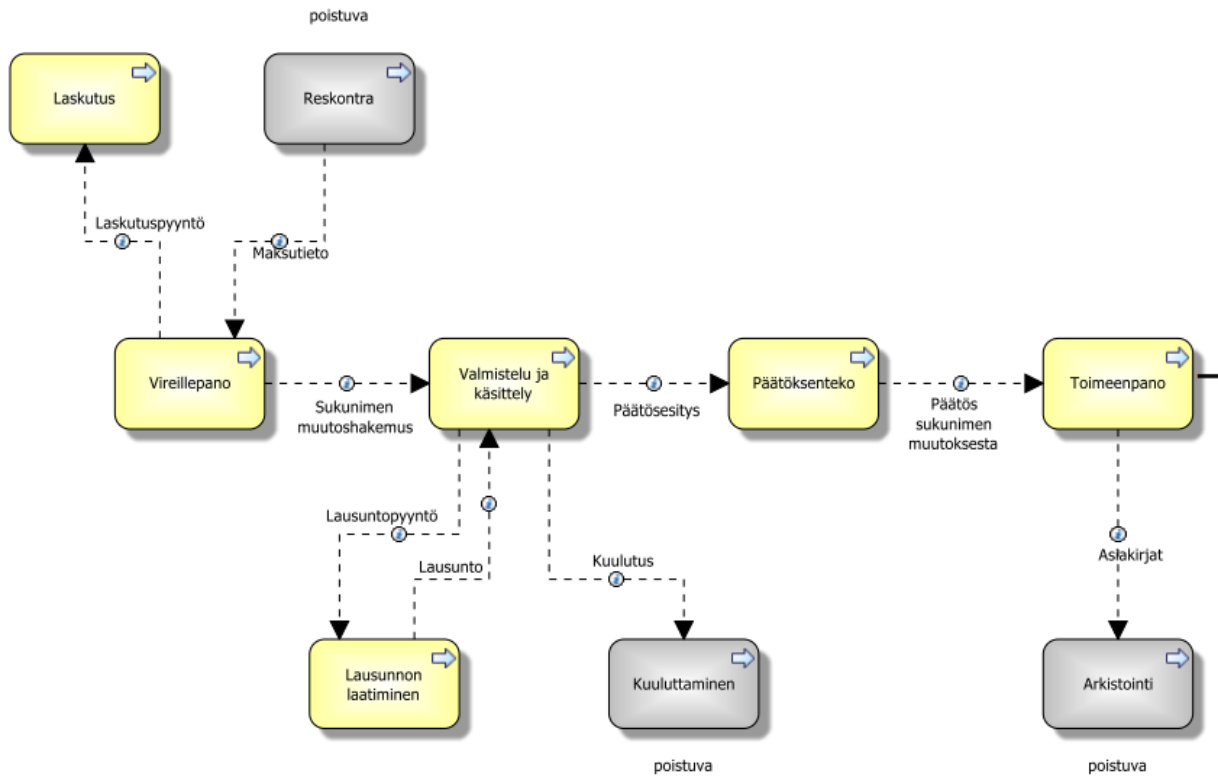 poistuva
Laskutus
Reskontra
Laskutuspyyntö
Maksutieto
Vireillepano
Sukunimen
muutoshakemus
Valmistelu ja
käsittely
Päätösesitys
Päätöksenteko
Päätös
sukunimen
muutoksesta
Toimeenpano
Lausuntopyyntö
Lausunto
Kuulutus
Asiakirjat
Lausunnon
laatiminen
Kuuluttaminen
Arkistointi
poistuva
poistuva